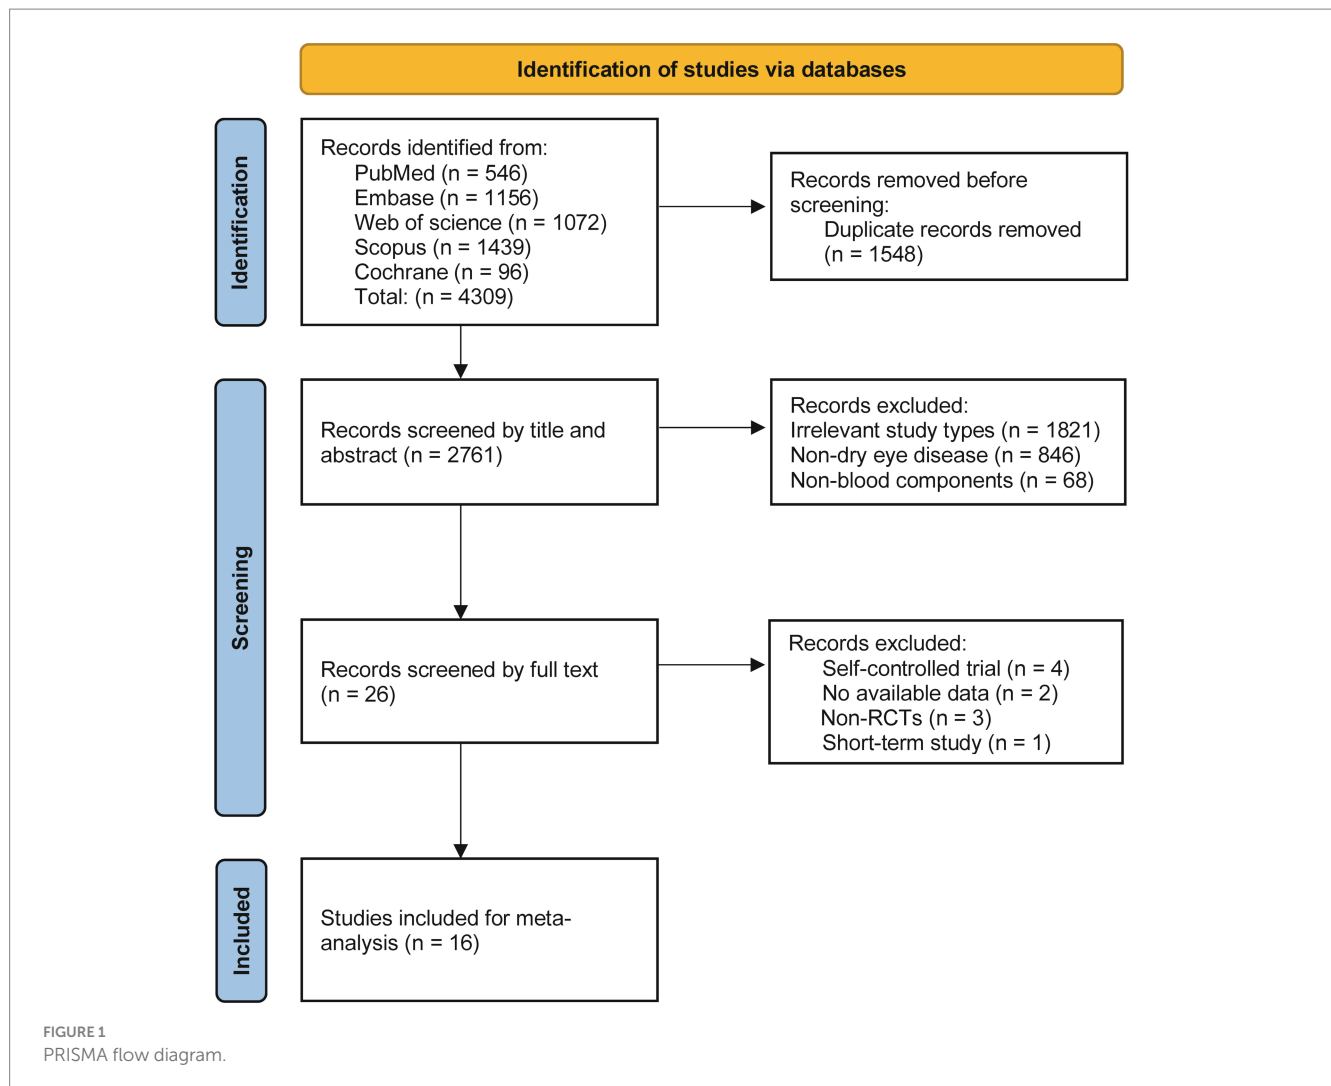 Identification of studies via databases
Identification
Records identified from:
PubMed (n = 546)
Embase (n = 1156)
Web of science (n = 1072)
Scopus (n = 1439)
Cochrane (n = 96)
Total: (n = 4309)
Records removed before
screening:
Duplicate records removed
(n = 1548)
Screening
Records screened by title and
abstract (n = 2761)
Records excluded:
Irrelevant study types (n = 1821)
Non-dry eye disease (n = 846)
Non-blood components (n = 68)
Records screened by full text
(n = 26)
Records excluded:
Self-controlled trial (n = 4)
No available data (n = 2)
Non-RCTs (n = 3)
Short-term study (n = 1)
Included
Studies included for meta-
analysis (n = 16)
FIGURE 1
PRISMA flow diagram.